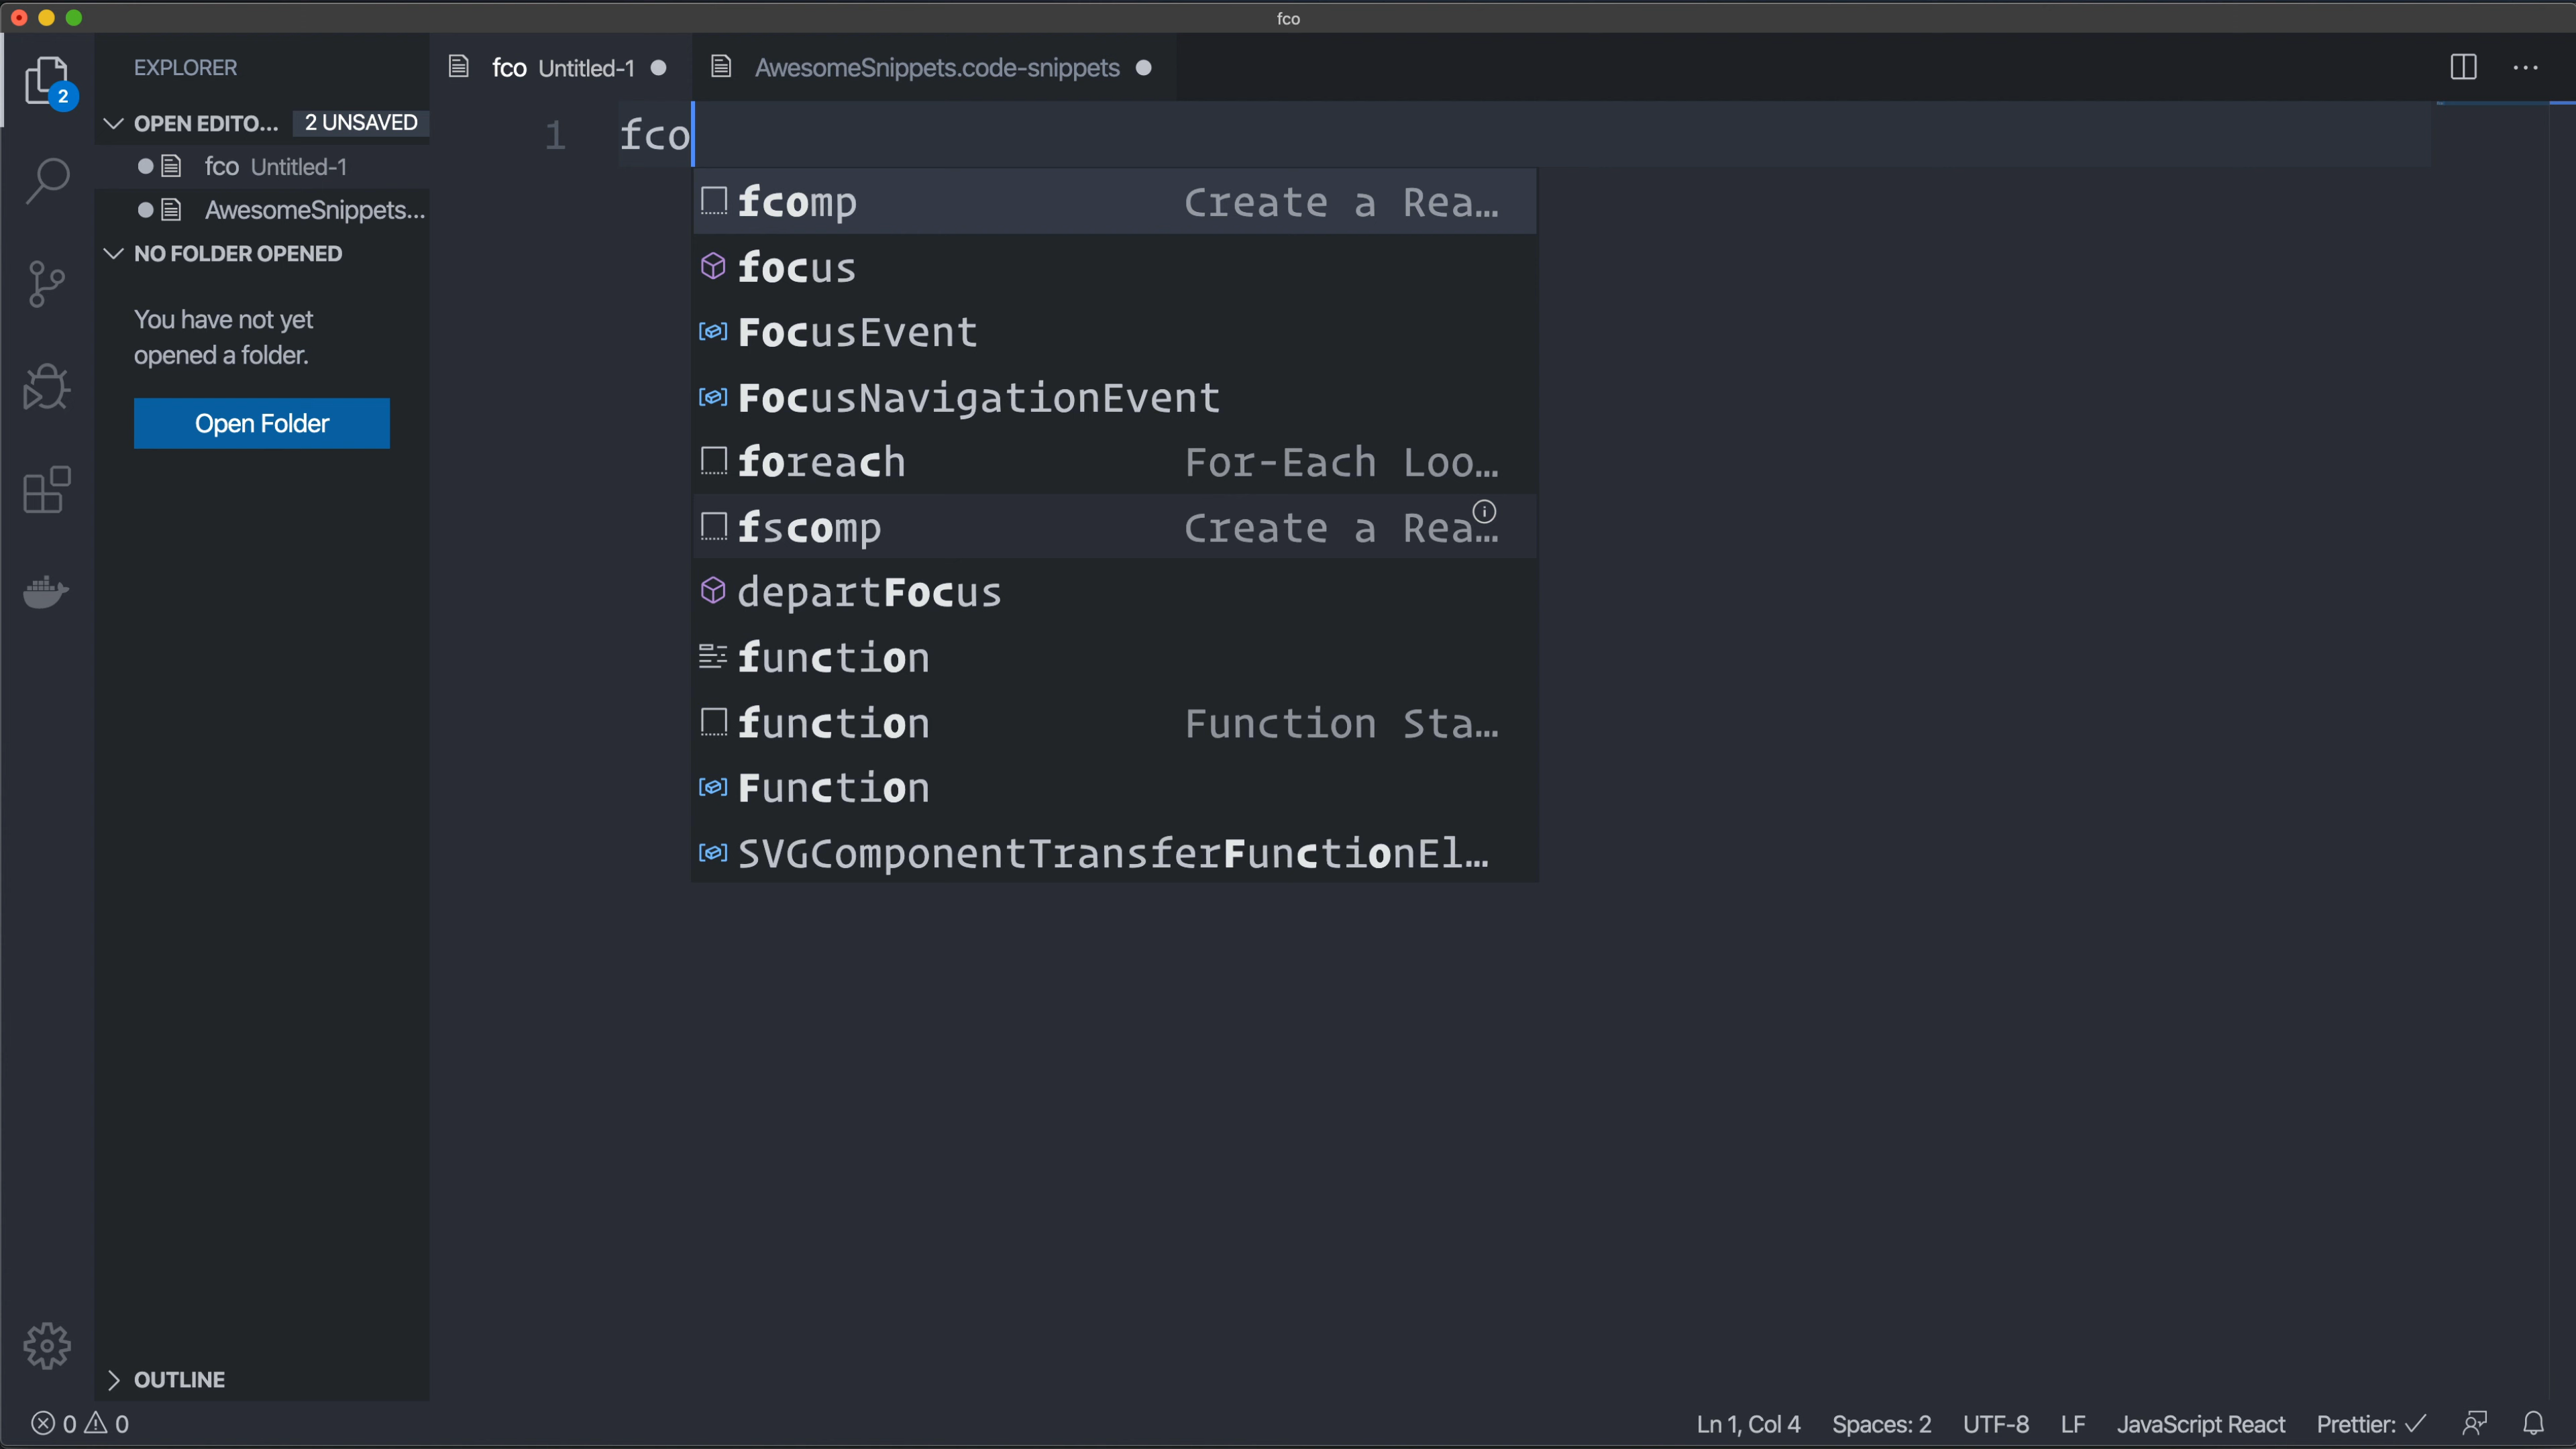 fco
EXPLORER
fco Untitled-1
AwesomeSnippets.code-snippets
OPEN EDITO... 2 UNSAVED
2
fco Untitled-1
AwesomeSnippets...
NO FOLDER OPENED
You have not yet
opened a folder.
Open Folder
OUTLINE
1 fco
fcomp Create a Rea...
focus
FocusEvent
FocusNavigationEvent
foreach For-Each Loo...
fscomp Create a Rea...
departFocus
function
function Function Sta...
Function
SVGComponentTransferFunctionEl...
0 0
Ln 1, Col 4 Spaces: 2 UTF-8 LF JavaScript React Prettier: ✓